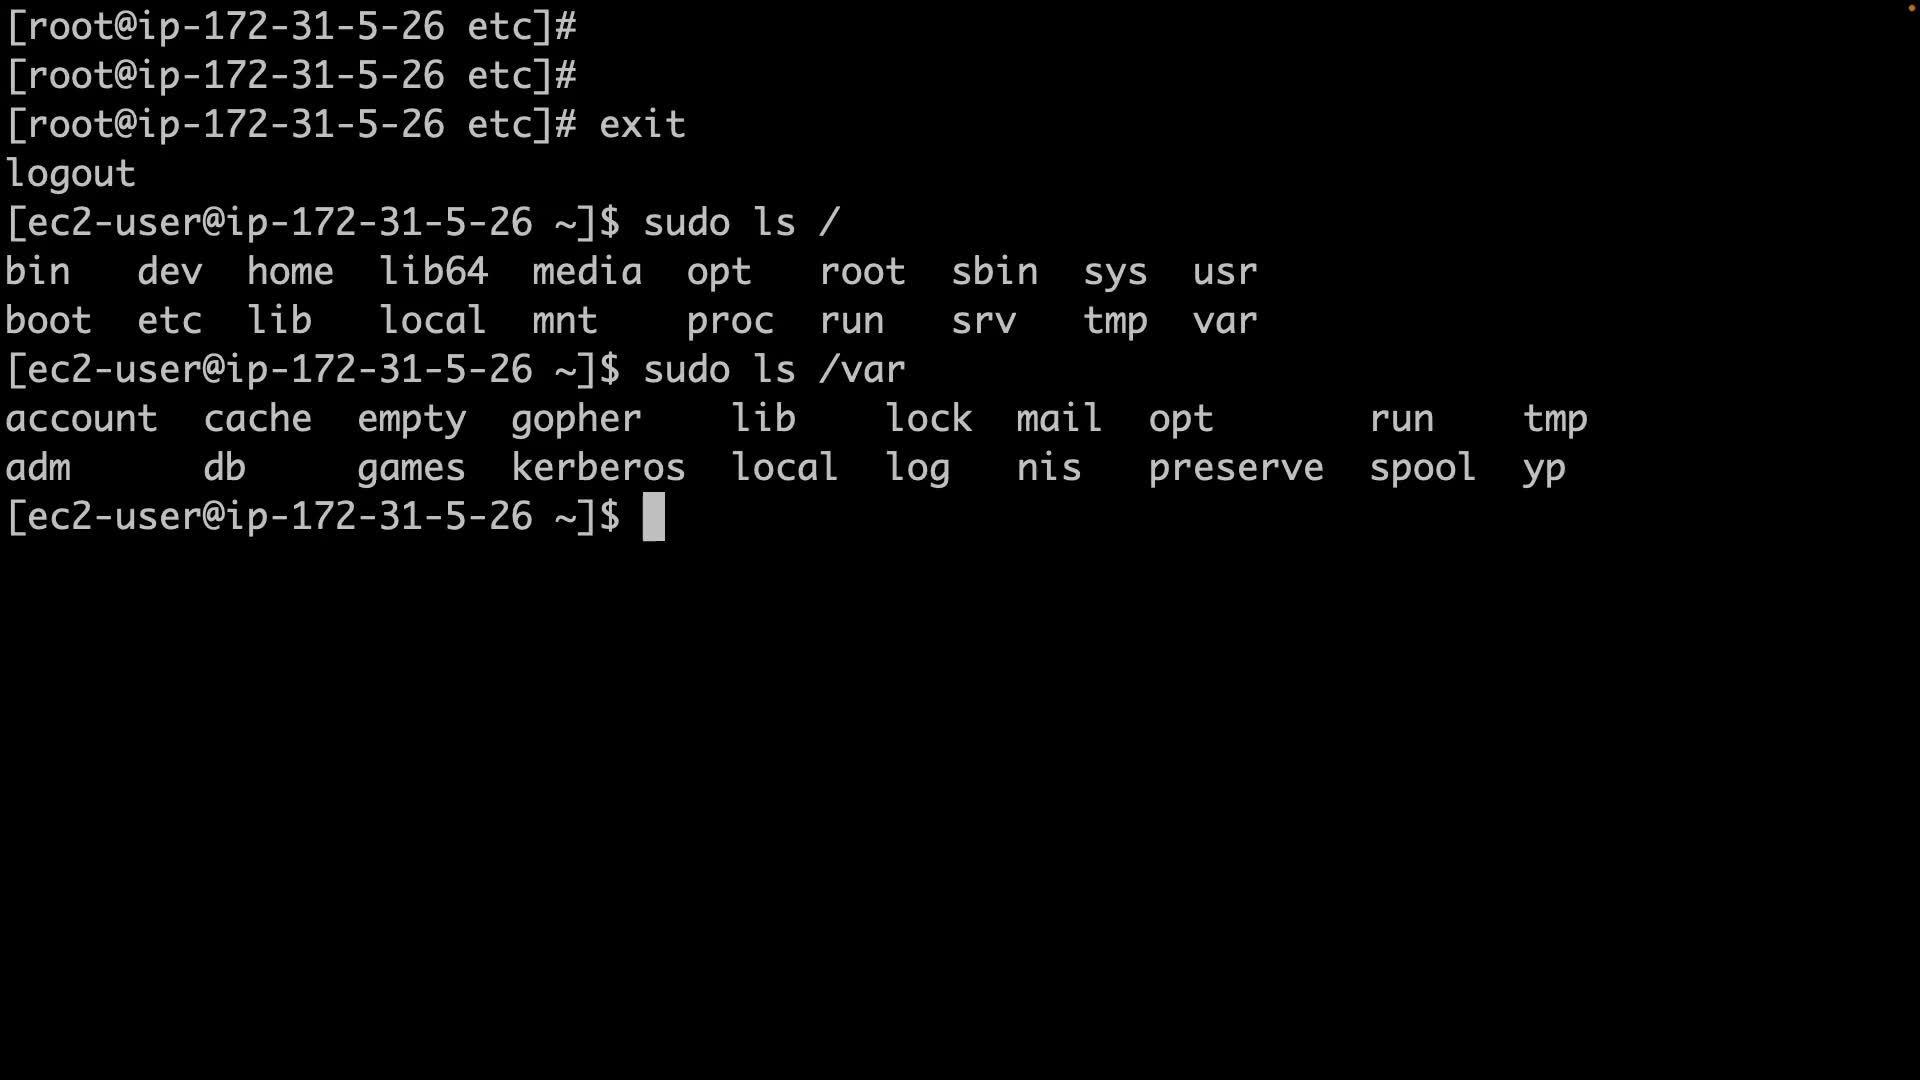 [root@ip-172-31-5-26 etc]#
[root@ip-172-31-5-26 etc]#
[root@ip-172-31-5-26 etc]# exit
logout
[ec2-user@ip-172-31-5-26 ~]$ sudo ls /
bin   dev  home  lib64  media  opt   root  sbin  sys  usr
boot  etc  lib   local  mnt    proc  run   srv   tmp  var
[ec2-user@ip-172-31-5-26 ~]$ sudo ls /var
account  cache  empty  gopher    lib    lock  mail  opt       run    tmp
adm      db     games  kerberos  local  log   nis   preserve  spool  yp
[ec2-user@ip-172-31-5-26 ~]$